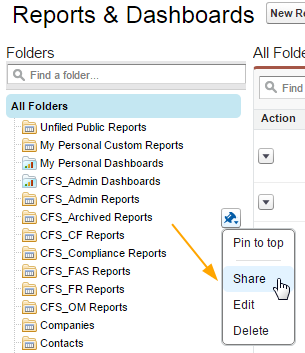 Reports & Dashboards
New Re
Folders
All Folde
Find a folder...
Find
All Folders
Action
Unfiled Public Reports
My Personal Custom Reports
My Personal Dashboards
CFS_Admin Dashboards
CFS_Admin Reports
CFS_Archived Reports
CFS_CF Reports
CFS_Compliance Reports
CFS_FAS Reports
CFS_FR Reports
CFS_OM Reports
Companies
Contacts
Pin to top
Share
Edit
Delete